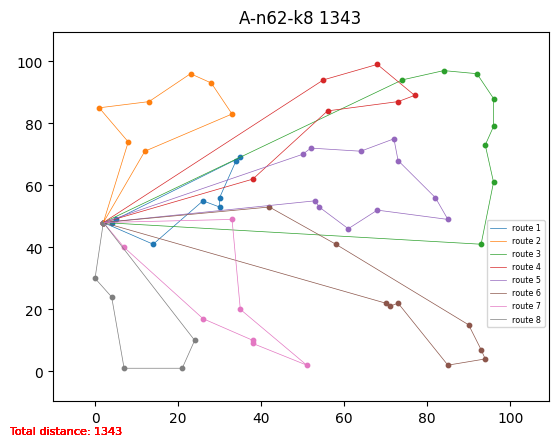 A-n62-k8 1343
100
80
60
40
20
0
route 1
route 2
route 3
route 4
route 5
route 6
route 7
route 8
0 20 40 60 80 100
Total distance: 1343